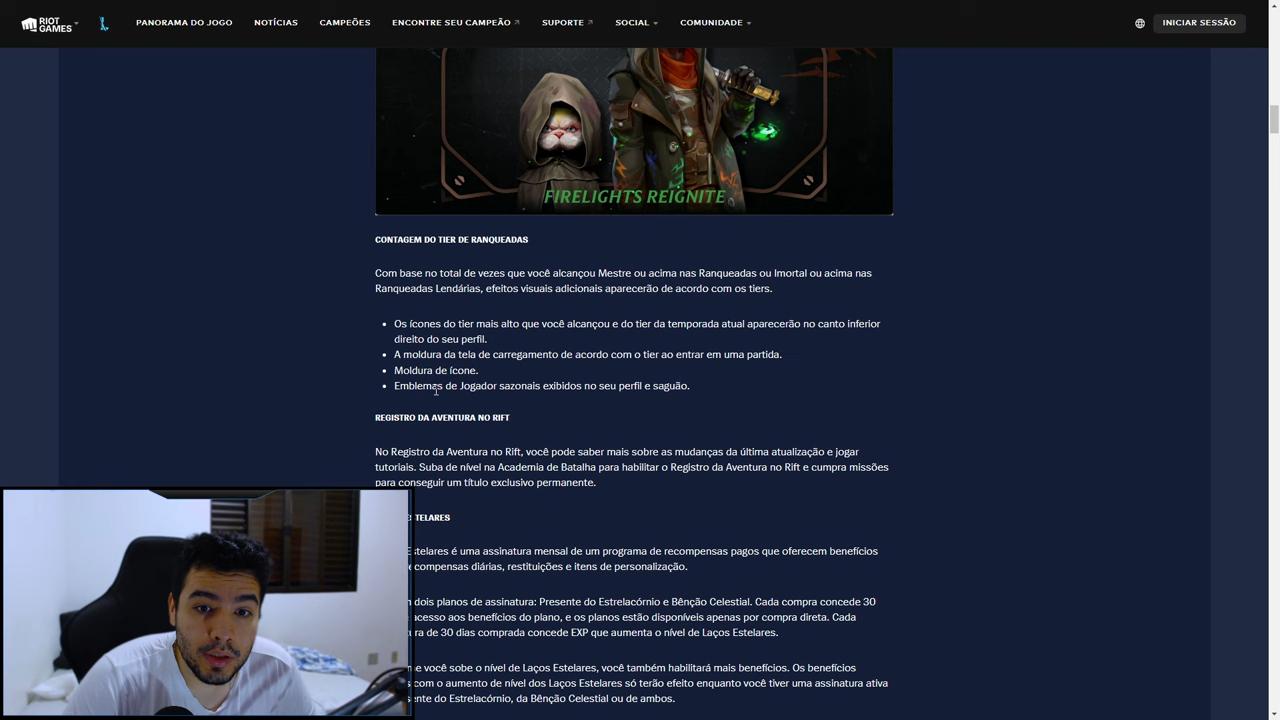 RIOT GAMES
PANORAMA DO JOGO
NOTÍCIAS
CAMPEÕES
ENCONTRE SEU CAMPEÃO
SUPORTE
SOCIAL
COMUNIDADE
INICIAR SESSÃO
FIRELIGHTS REIGNITE
CONTAGEM DO TIER DE RANQUEADAS
Com base no total de vezes que você alcançou Mestre ou acima nas Ranqueadas ou Imortal ou acima nas
Ranqueadas Lendárias, efeitos visuais adicionais aparecerão de acordo com os tiers.
Os ícones do tier mais alto que você alcançou e do tier da temporada atual aparecerão no canto inferior
direito do seu perfil.
A moldura da tela de carregamento de acordo com o tier ao entrar em uma partida.
Moldura de ícone.
Emblemas de Jogador sazonais exibidos no seu perfil e saguão.
REGISTRO DA AVENTURA NO RIFT
No Registro da Aventura no Rift, você pode saber mais sobre as mudanças da última atualização e jogar
tutoriais. Suba de nível na Academia de Batalha para habilitar o Registro da Aventura no Rift e cumpra missões
para conseguir um título exclusivo permanente.
TELARES
stelares é uma assinatura mensal de um programa de recompensas pagos que oferecem benefícios
compensas diárias, restituições e itens de personalização.
dois planos de assinatura: Presente do Estrelacórnio e Bênção Celestial. Cada compra concede 30
acesso aos benefícios do plano, e os planos estão disponíveis apenas por compra direta. Cada
ura de 30 dias comprada concede EXP que aumenta o nível de Laços Estelares.
e você sobe o nível de Laços Estelares, você também habilitará mais benefícios. Os benefícios
com o aumento de nível dos Laços Estelares só terão efeito enquanto você tiver uma assinatura ativa
ente do Estrelacórnio, da Bênção Celestial ou de ambos.